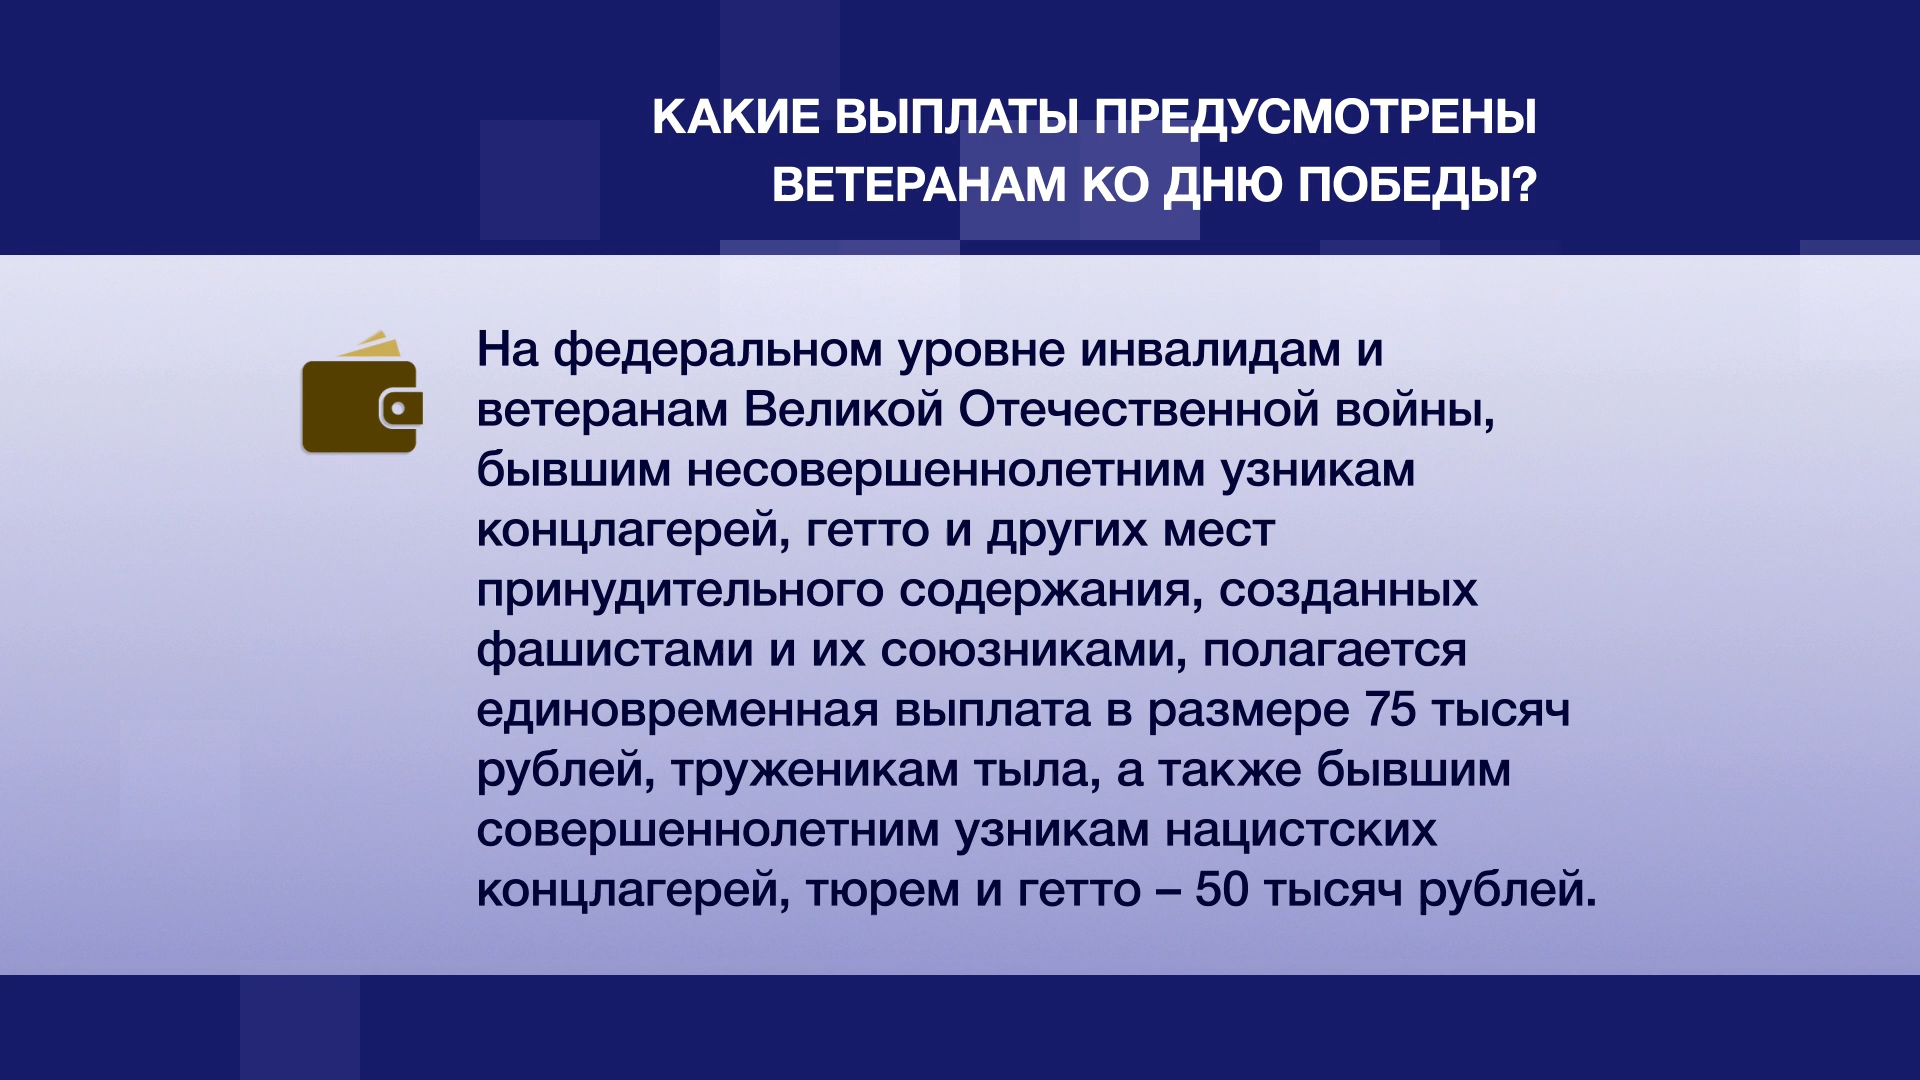 КАКИЕ ВЫПЛАТЫ ПРЕДУСМОТРЕНЫ
ВЕТЕРАНАМ КО ДНЮ ПОБЕДЫ?
На федеральном уровне инвалидам и
ветеранам Великой Отечественной войны,
бывшим несовершеннолетним узникам
концлагерей, гетто и других мест
принудительного содержания, созданных
фашистами и их союзниками, полагается
единовременная выплата в размере 75 тысяч
рублей, труженикам тыла, а также бывшим
совершеннолетним узникам нацистских
концлагерей, тюрем и гетто – 50 тысяч рублей.